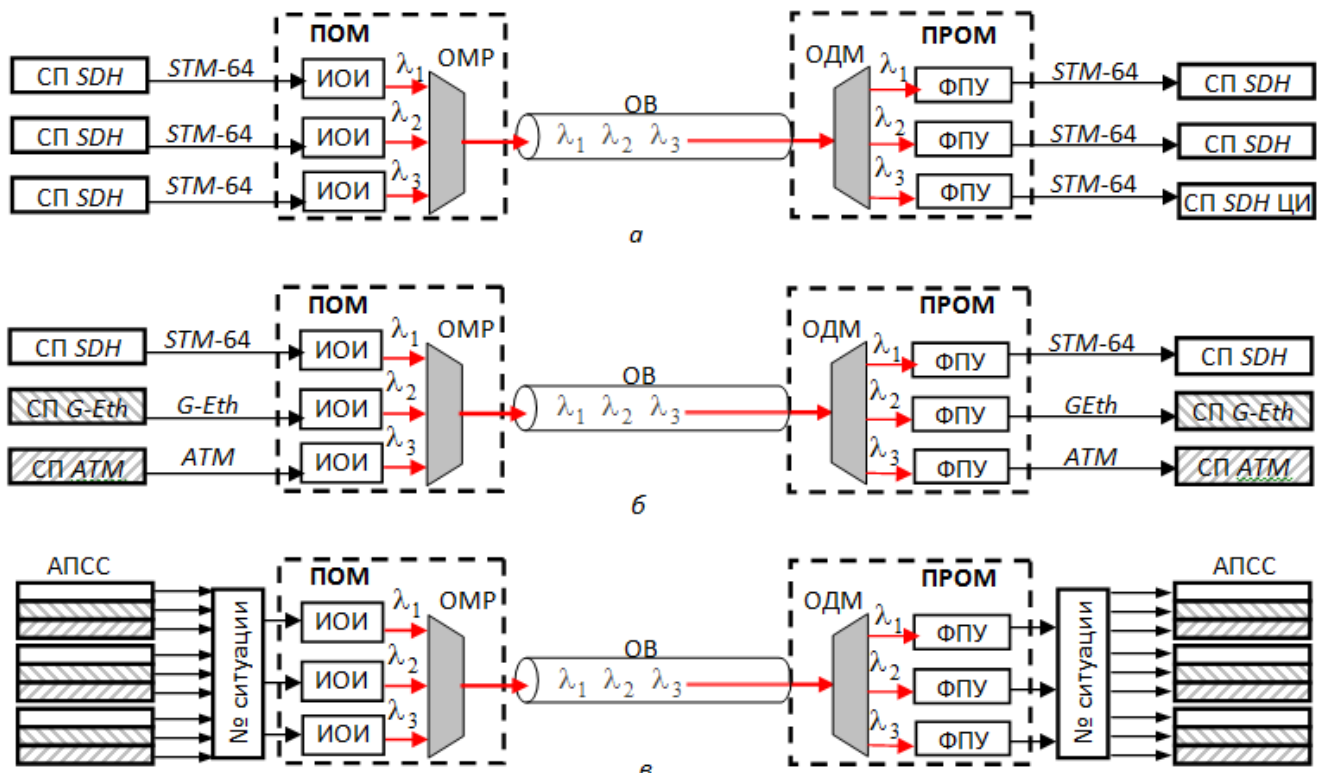 ПОМ ПРОМ
ОМР ОДМ
СП SDH STM-64 ИОИ λ1 λ1 ФПУ STM-64 СП SDH
ОВ
СП SDH STM-64 ИОИ λ2 λ1 λ2 λ3 λ2 ФПУ STM-64 СП SDH
СП SDH STM-64 ИОИ λ3 λ3 ФПУ STM-64 СП SDH ЦИ
а
ПОМ ПРОМ
ОМР ОДМ
СП SDH STM-64 ИОИ λ1 λ1 ФПУ STM-64 СП SDH
ОВ
СП G-Eth G-Eth ИОИ λ2 λ1 λ2 λ3 λ2 ФПУ GEth СП G-Eth
СП ATM ATM ИОИ λ3 λ3 ФПУ ATM СП ATM
б
АПСС ПОМ ПРОМ АПСС
ОМР ОДМ
ИОИ λ1 λ1 ФПУ
ОВ
№ ситуации ИОИ λ2 λ1 λ2 λ3 λ2 ФПУ № ситуации
ИОИ λ3 λ3 ФПУ
в